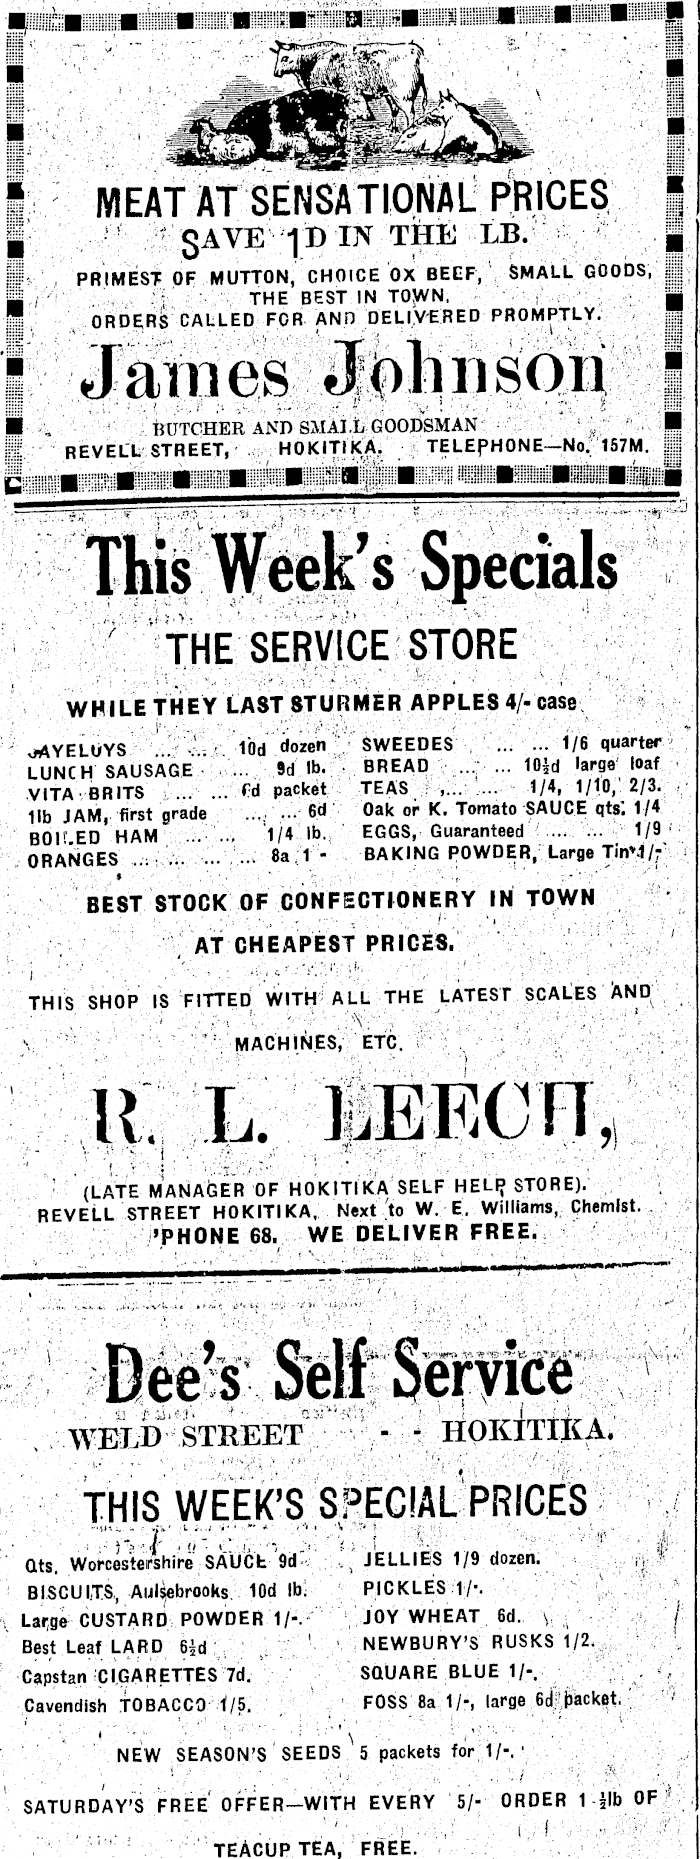 MEAT AT SENSATIONAL PRICES
SAVE 1D IN THE LB.
PRIMEST OF MUTTON, CHOICE OX BEEF, SMALL GOODS,
THE BEST IN TOWN.
ORDERS CALLED FOR AND DELIVERED PROMPTLY.
James Johnson
BUTCHER AND SMALL GOODSMAN
REVELL STREET, HOKITIKA. TELEPHONE—No. 157M.
This Week's Specials
THE SERVICE STORE
WHILE THEY LAST STURMER APPLES 4/- case
... ... 10d dozen
LUNCH SAUSAGE ... 9d lb.
VITA BRITS ... ... 6d packet
1lb JAM, first grade ... ... 6d
BOILED HAM ... ... 1/4 lb.
ORANGES ... ... ... ... 8a 1 -
SWEEDES ... ... 1/6 quarter
BREAD ... ... 10½d large loaf
TEAS ... 1/4, 1/10, 2/3.
Oak or K. Tomato SAUCE qts. 1/4
EGGS, Guaranteed ... ... 1/9
BAKING POWDER, Large Tin 1/-
BEST STOCK OF CONFECTIONERY IN TOWN
AT CHEAPEST PRICES.
THIS SHOP IS FITTED WITH ALL THE LATEST SCALES AND
MACHINES, ETC.
R. L. LEECH,
(LATE MANAGER OF HOKITIKA SELF HELP STORE).
REVELL STREET HOKITIKA, Next to W. E. Williams, Chemist.
'PHONE 68. WE DELIVER FREE.
Dee's Self Service
WELD STREET - - HOKITIKA.
THIS WEEK'S SPECIAL PRICES
Qts. Worcestershire SAUCE 9d
BISCUITS, Aulsebrooks 10d lb.
Large CUSTARD POWDER 1/-.
Best Leaf LARD 6½d
Capstan CIGARETTES 7d.
Cavendish TOBACCO 1/5.
JELLIES 1/9 dozen.
PICKLES 1/-.
JOY WHEAT 6d.
NEWBURY'S RUSKS 1/2.
SQUARE BLUE 1/-.
FOSS 8a 1/-, large 6d packet.
NEW SEASON'S SEEDS 5 packets for 1/-.
SATURDAY'S FREE OFFER—WITH EVERY 5/- ORDER 1 ½lb OF
TEACUP TEA, FREE.